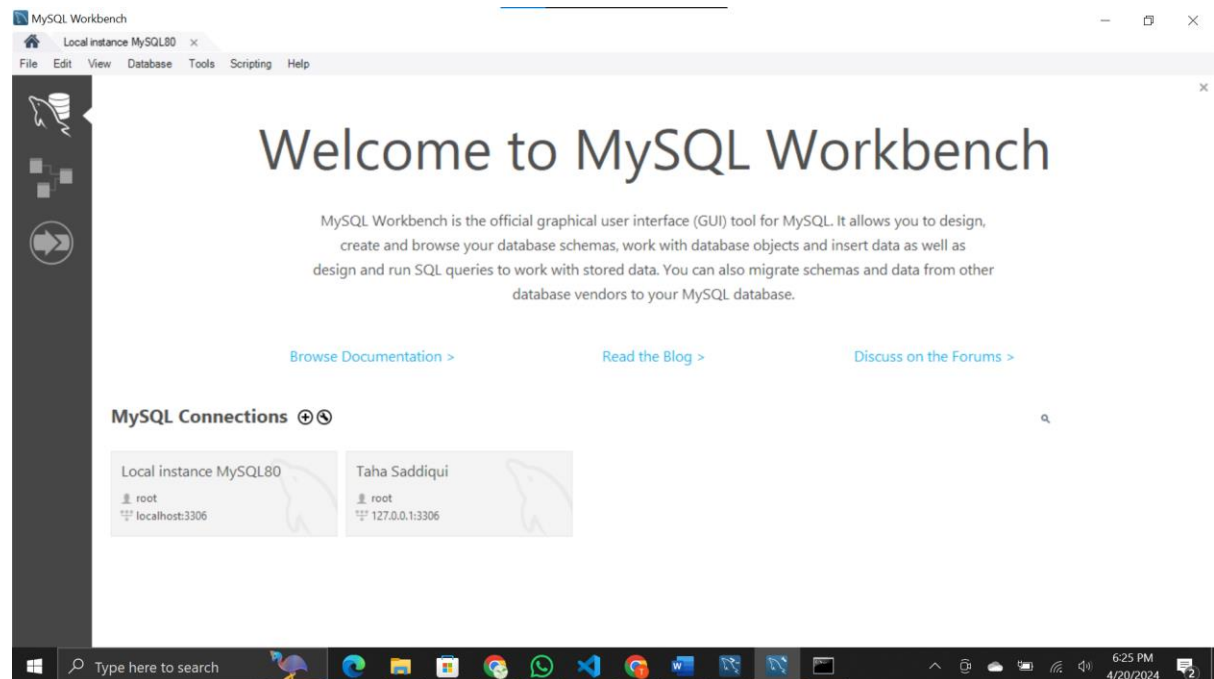 MySQL Workbench
Local instance MySQL80
File Edit View Database Tools Scripting Help
Welcome to MySQL Workbench
MySQL Workbench is the official graphical user interface (GUI) tool for MySQL. It allows you to design,
create and browse your database schemas, work with database objects and insert data as well as
design and run SQL queries to work with stored data. You can also migrate schemas and data from other
database vendors to your MySQL database.
Browse Documentation > Read the Blog > Discuss on the Forums >
MySQL Connections
Local instance MySQL80
root
localhost:3306
Taha Saddiqui
root
127.0.0.1:3306
Type here to search
6:25 PM
4/20/2024
2